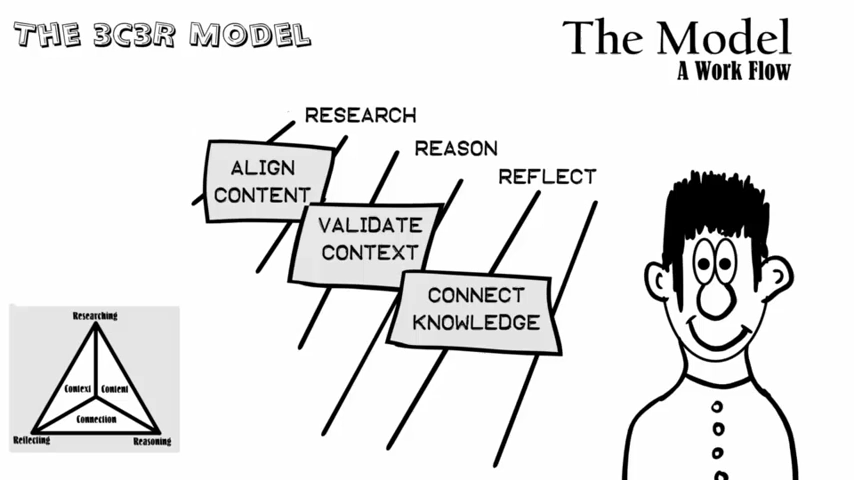 THE 3C3R MODEL
The Model
A Work Flow
RESEARCH
REASON
REFLECT
ALIGN
CONTENT
VALIDATE
CONTEXT
CONNECT
KNOWLEDGE
Researching
Context Content
Connection
Reflecting Reasoning